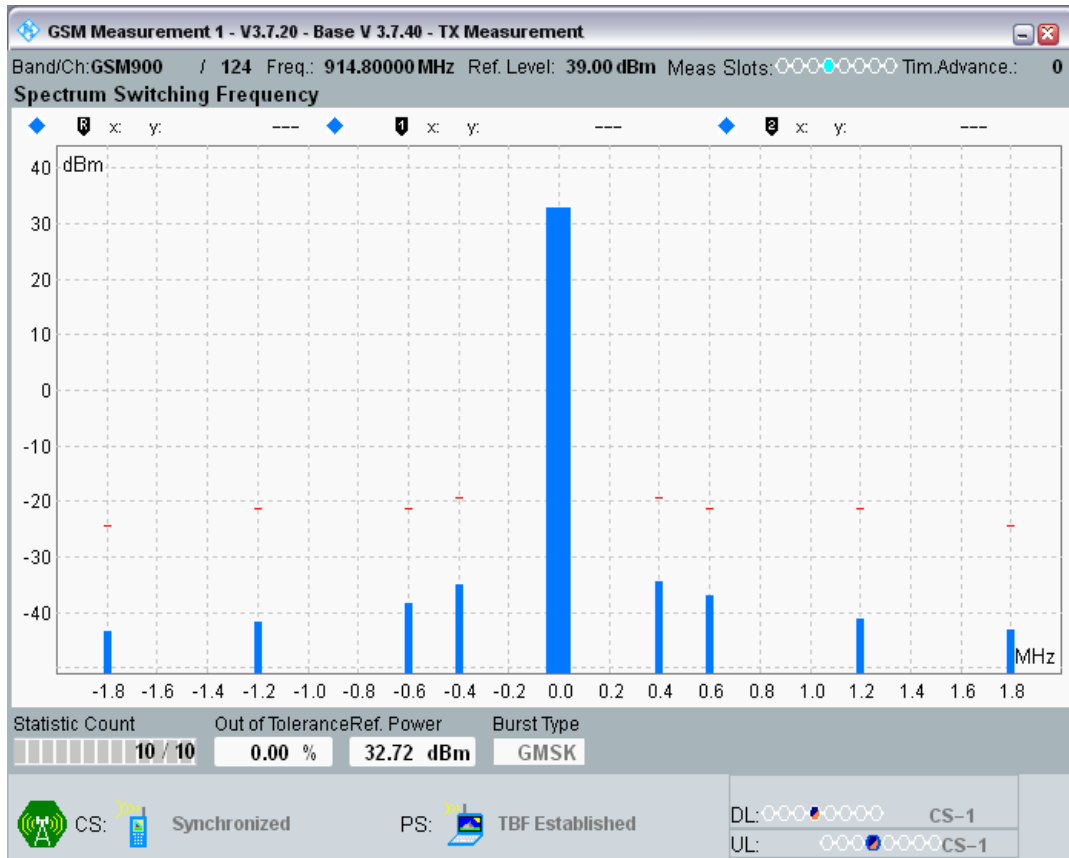 GSM Measurement 1 - V3.7.20 - Base V 3.7.40 - TX Measurement
Band/Ch:GSM900 / 124 Freq.: 914.80000 MHz Ref. Level: 39.00 dBm Meas Slots: Tim.Advance.: 0
Spectrum Switching Frequency
R x: y: --- 1 x: y: --- 2 x: y: ---
dBm
40
30
20
10
0
-10
-20
-30
-40
MHz
-1.8 -1.6 -1.4 -1.2 -1.0 -0.8 -0.6 -0.4 -0.2 0.0 0.2 0.4 0.6 0.8 1.0 1.2 1.4 1.6 1.8
Statistic Count Out of Tolerance Ref. Power Burst Type
10 / 10 0.00 % 32.72 dBm GMSK
CS: Synchronized PS: TBF Established
DL: CS-1
UL: CS-1